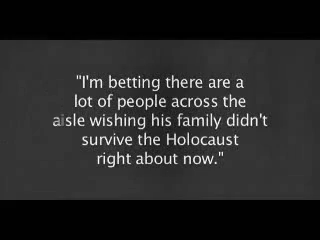 "I'm betting there are a
lot of people across the
aisle wishing his family didn't
survive the Holocaust
right about now."